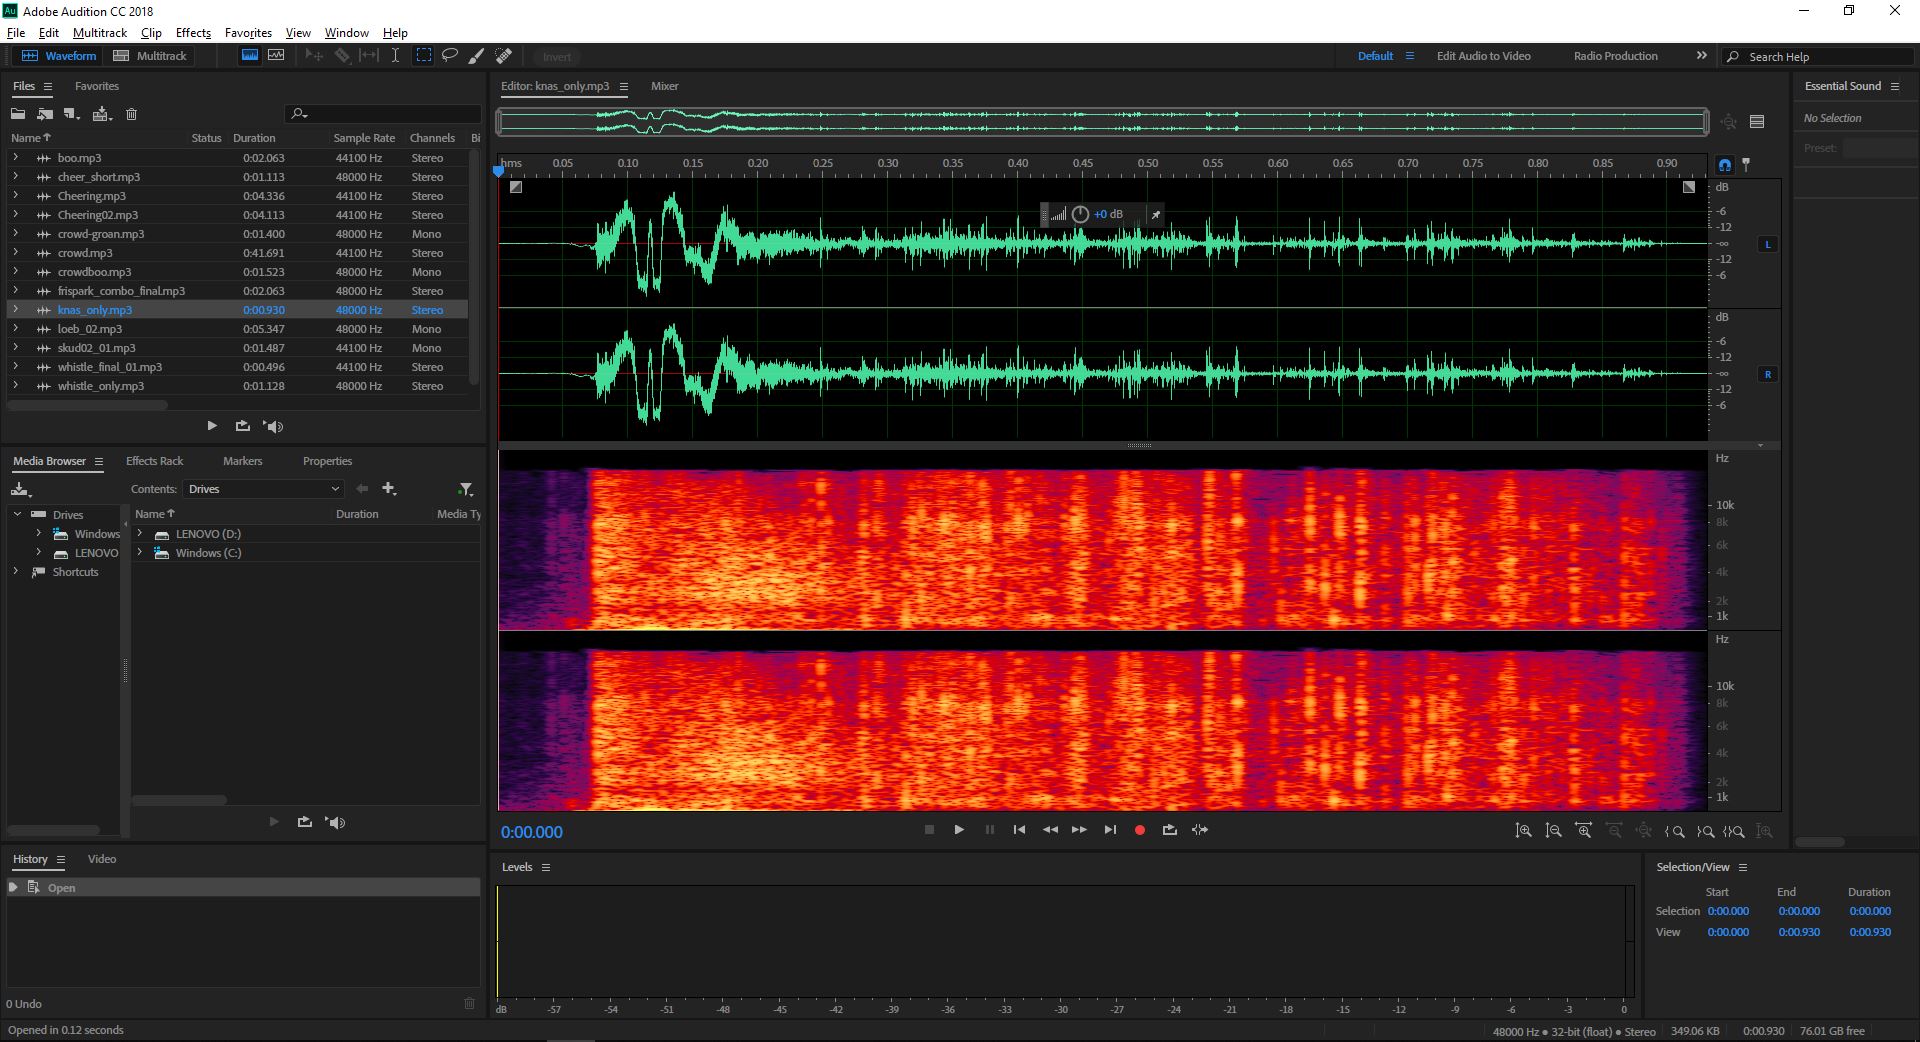 Adobe Audition CC 2018
File Edit Multitrack Clip Effects Favorites View Window Help
Waveform Multitrack Invert Default Edit Audio to Video Radio Production Search Help
Files Favorites
Name Status Duration Sample Rate Channels Bi
boo.mp3 0:02.063 44100 Hz Stereo
cheer_short.mp3 0:01.113 48000 Hz Stereo
Cheering.mp3 0:04.336 44100 Hz Stereo
Cheering02.mp3 0:04.113 44100 Hz Stereo
crowd-groan.mp3 0:01.400 48000 Hz Mono
crowd.mp3 0:41.691 44100 Hz Stereo
crowdboo.mp3 0:01.523 48000 Hz Mono
frispark_combo_final.mp3 0:02.063 48000 Hz Stereo
knas_only.mp3 0:00.930 48000 Hz Stereo
loeb_02.mp3 0:05.347 48000 Hz Mono
skud02_01.mp3 0:01.487 44100 Hz Mono
whistle_final_01.mp3 0:00.496 44100 Hz Stereo
whistle_only.mp3 0:01.128 48000 Hz Stereo
Media Browser Effects Rack Markers Properties
Contents: Drives
Drives
Windows
LENOVO
Shortcuts
Name Duration Media Ty
LENOVO (D:)
Windows (C:)
History Video
Open
0 Undo
Opened in 0.12 seconds
Editor: knas_only.mp3 Mixer
hms 0.05 0.10 0.15 0.20 0.25 0.30 0.35 0.40 0.45 0.50 0.55 0.60 0.65 0.70 0.75 0.80 0.85 0.90
+0 dB
dB
-6
-12
-∞
-12
-6
L
dB
-6
-12
-∞
-12
-6
R
Hz
10k
8k
6k
4k
2k
1k
Hz
10k
8k
6k
4k
2k
1k
0:00.000
Levels
dB -57 -54 -51 -48 -45 -42 -39 -36 -33 -30 -27 -24 -21 -18 -15 -12 -9 -6 -3 0
Essential Sound
No Selection
Preset:
Selection/View
Start End Duration
Selection 0:00.000 0:00.000 0:00.000
View 0:00.000 0:00.930 0:00.930
48000 Hz ● 32-bit (float) ● Stereo 349.06 KB 0:00.930 76.01 GB free